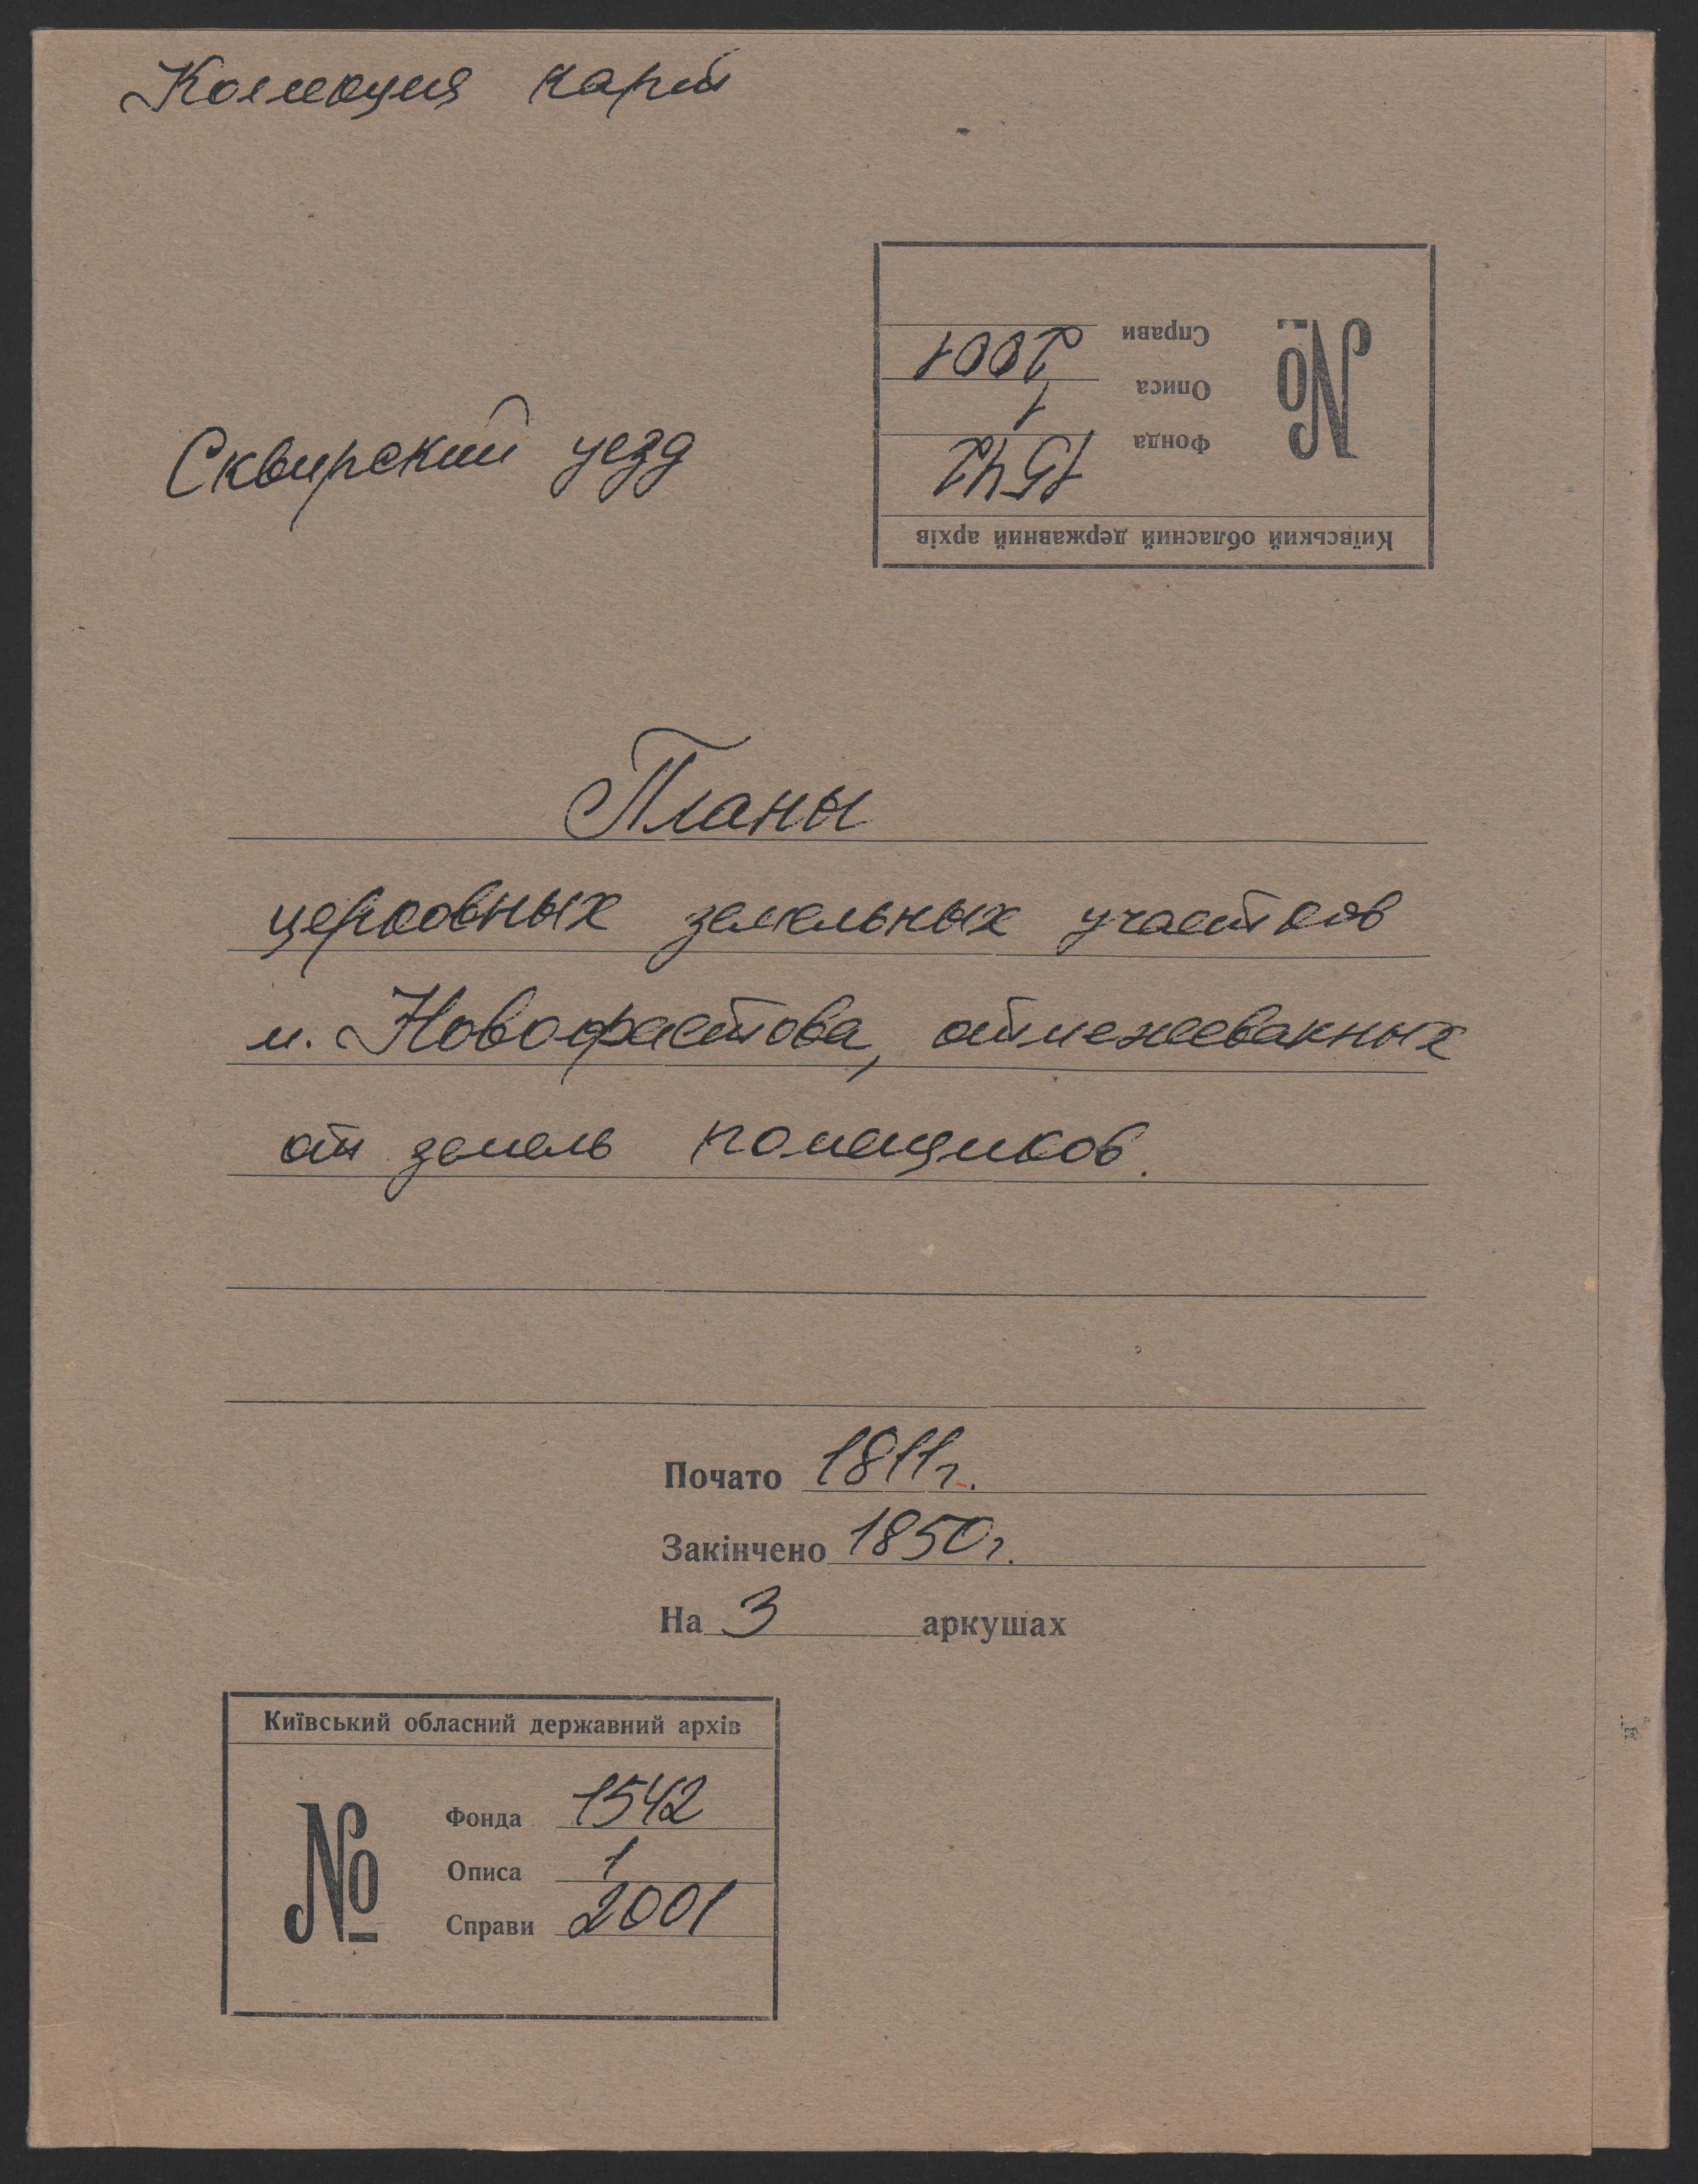 Коллекция карт
Справи 2001
Описа 1
Фонда 1542
Київський обласний державний архів
№
Сквирский уезд
Планы
церковных земельных участков
м. Новофастова, отмежеванных
от земель помещиков.
Почато 1811 г.
Закінчено 1850 г.
На 3 аркушах
Київський обласний державний архів
№
Фонда 1542
Описа 1
Справи 2001